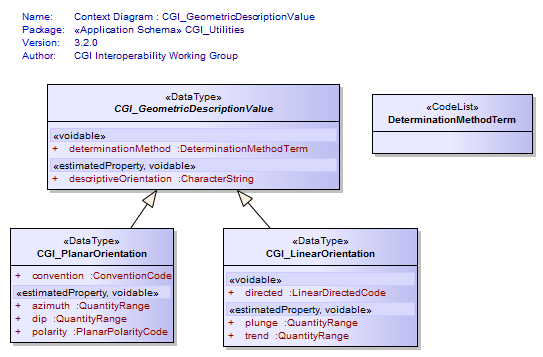 Name: Context Diagram : CGI_GeometricDescriptionValue
Package: «Application Schema» CGI_Utilities
Version: 3.2.0
Author: CGI Interoperability Working Group
«DataType»
CGI_GeometricDescriptionValue
«voidable»
+ determinationMethod :DeterminationMethodTerm
«estimatedProperty, voidable»
+ descriptiveOrientation :CharacterString
«CodeList»
DeterminationMethodTerm
«DataType»
CGI_PlanarOrientation
+ convention :ConventionCode
«estimatedProperty, voidable»
+ azimuth :QuantityRange
+ dip :QuantityRange
+ polarity :PlanarPolarityCode
«DataType»
CGI_LinearOrientation
«voidable»
+ directed :LinearDirectedCode
«estimatedProperty, voidable»
+ plunge :QuantityRange
+ trend :QuantityRange